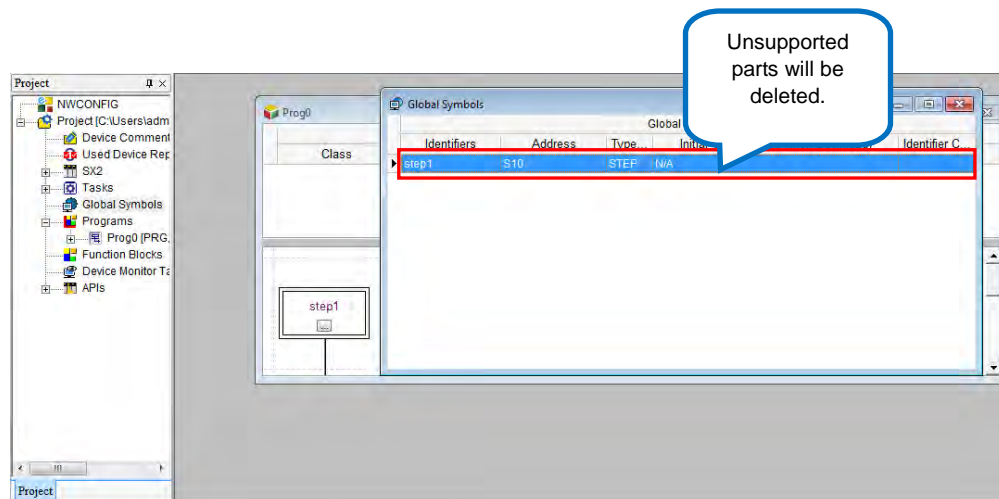 Unsupported
parts will be
deleted.
Project
NWCONFIG
Project [C:\Users\adm
Device Comment
Used Device Rep
SX2
Tasks
Global Symbols
Programs
Prog0 [PRG,
Function Blocks
Device Monitor Ta
APIs
Project
Prog0
Class
step1
...
Global Symbols
Global
Identifiers Address Type... Identifier C...
step1 S10 STEP N/A